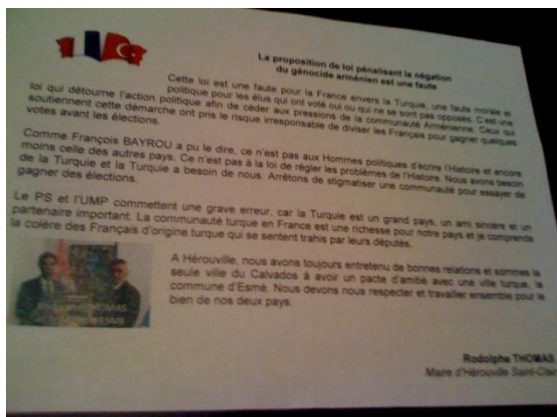 La proposition de loi pénalisant la négation
du génocide arménien est une faute
Cette loi est une faute pour la France envers la Turquie, une faute morale et
politique pour les élus qui ont voté oui ou qui ne se sont pas opposés. C'est une
loi qui détourne l'action politique afin de céder aux pressions de la communauté Arménienne. Ceux qui
soutiennent cette démarche ont pris le risque irresponsable de diviser les Français pour gagner quelques
votes avant les élections.
Comme François BAYROU a pu le dire, ce n'est pas aux Hommes politiques d'écrire l'Histoire et encore
moins celle des autres pays. Ce n'est pas à la loi de régler les problèmes de l'Histoire. Nous avons besoin
de la Turquie et la Turquie a besoin de nous. Arrêtons de stigmatiser une communauté pour essayer de
gagner des élections.
Le PS et l'UMP commettent une grave erreur, car la Turquie est un grand pays, un ami sincère et un
partenaire important. La communauté turque en France est une richesse pour notre pays et je comprends
la colère des Français d'origine turque qui se sentent trahis par leurs députés.
A Hérouville, nous avons toujours entretenu de bonnes relations et sommes la
seule ville du Calvados à avoir un pacte d'amitié avec une ville turque, la
commune d'Esmé. Nous devons nous respecter et travailler ensemble pour le
bien de nos deux pays.
THOMAS
Rodolphe THOMAS
Maire d'Hérouville Saint-Clair